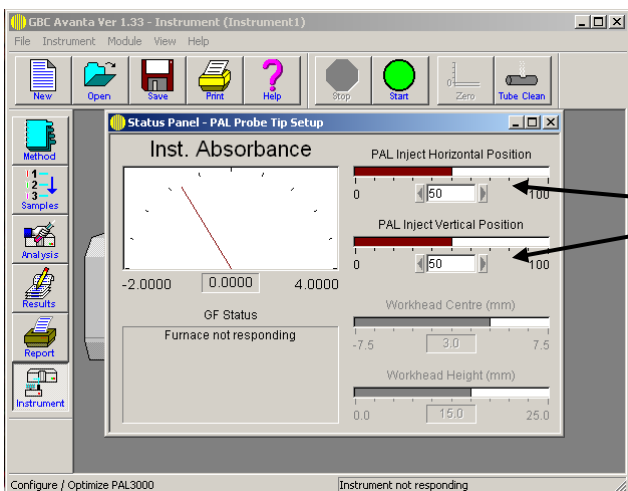 GBC Avanta Ver 1.33 - Instrument (Instrument1)
File Instrument Module View Help
New Open Save Print Help Stop Start Zero Tube Clean
Status Panel - PAL Probe Tip Setup
Method
Samples
Analysis
Results
Report
Instrument
Inst. Absorbance
-2.0000 0.0000 4.0000
GF Status
Furnace not responding
PAL Inject Horizontal Position
0 50 100
PAL Inject Vertical Position
0 50 100
Workhead Centre (mm)
-7.5 3.0 7.5
Workhead Height (mm)
0.0 15.0 25.0
Configure / Optimize PAL3000 Instrument not responding